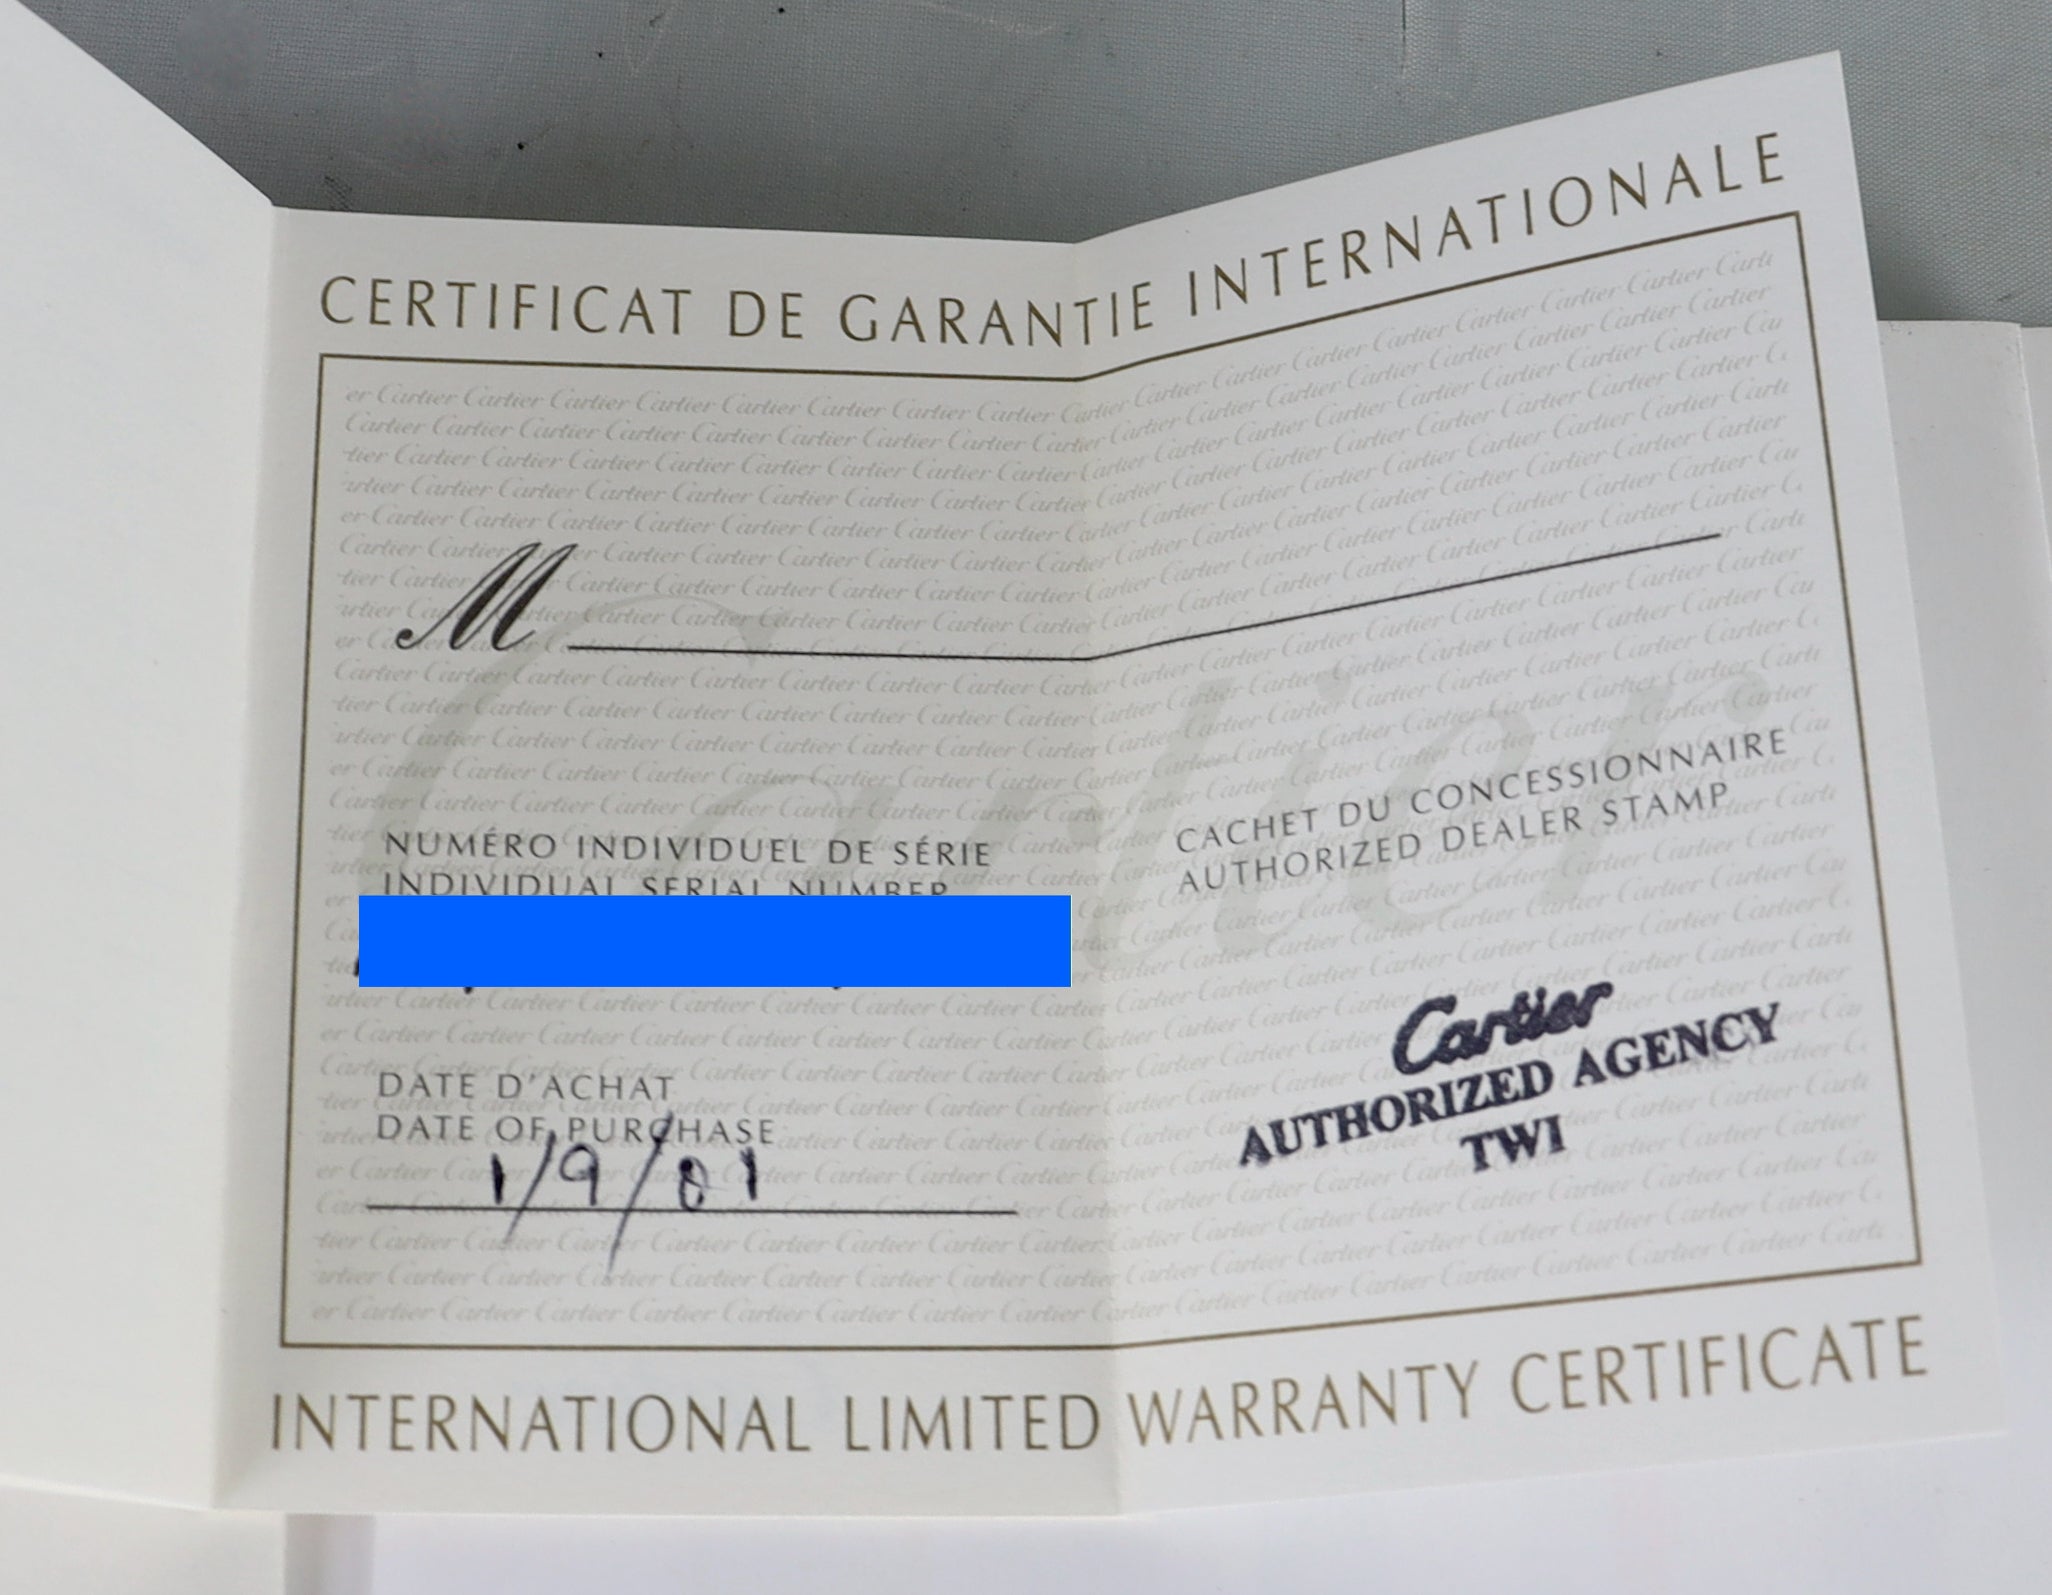 CERTIFICAT DE GARANTIE INTERNATIONALE
M
NUMÉRO INDIVIDUEL DE SÉRIE
INDIVIDUAL SERIAL NUMBER
DATE D'ACHAT
DATE OF PURCHASE
1/9/01
CACHET DU CONCESSIONNAIRE
AUTHORIZED DEALER STAMP
Cartier
AUTHORIZED AGENCY
TWI
INTERNATIONAL LIMITED WARRANTY CERTIFICATE